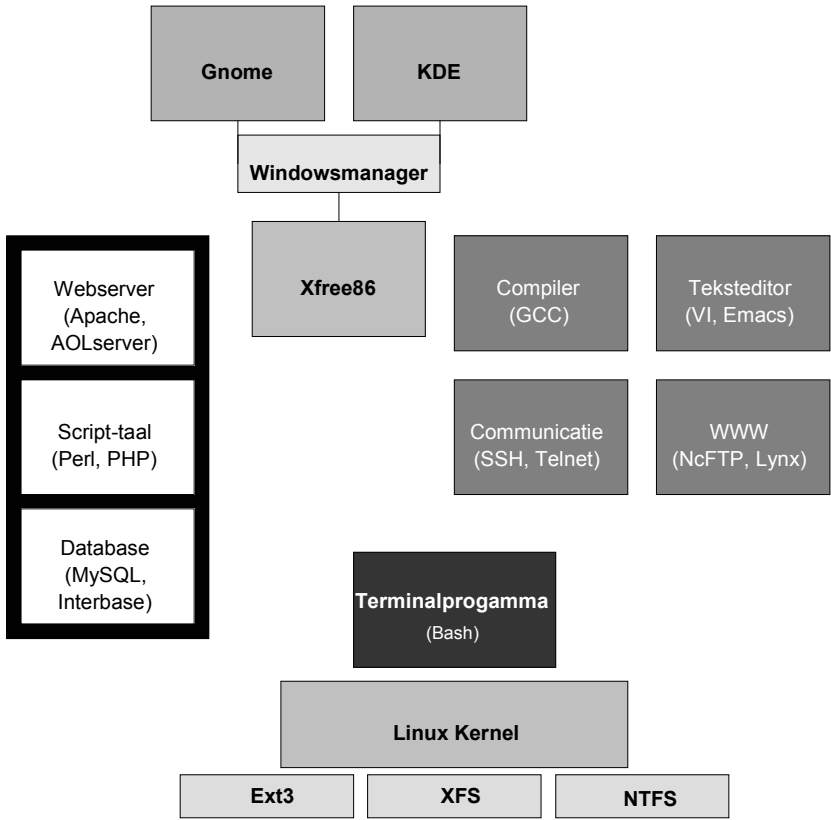 Gnome
KDE
Windowsmanager
Xfree86
Webserver
(Apache,
AOLserver)
Script-taal
(Perl, PHP)
Database
(MySQL,
Interbase)
Compiler
(GCC)
Teksteditor
(VI, Emacs)
Communicatie
(SSH, Telnet)
WWW
(NcFTP, Lynx)
Terminalprogamma
(Bash)
Linux Kernel
Ext3
XFS
NTFS